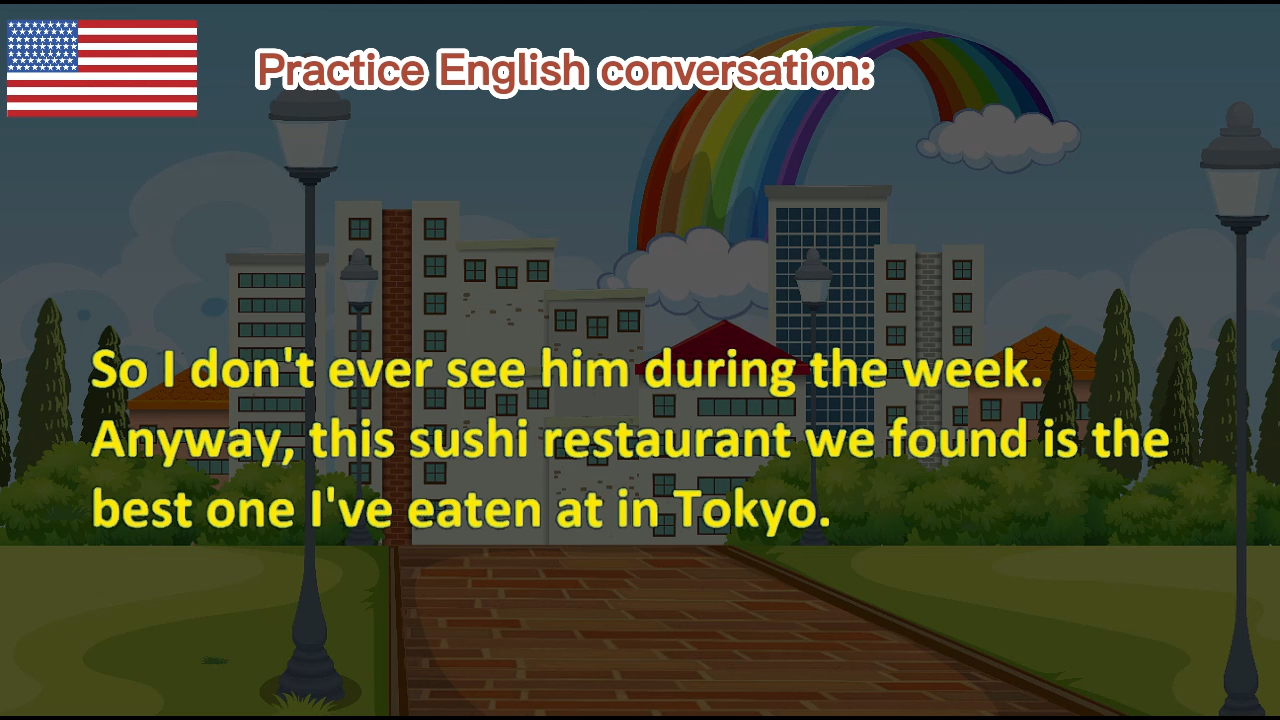 Practice English conversation:
So I don't ever see him during the week.
Anyway, this sushi restaurant we found is the
best one I've eaten at in Tokyo.